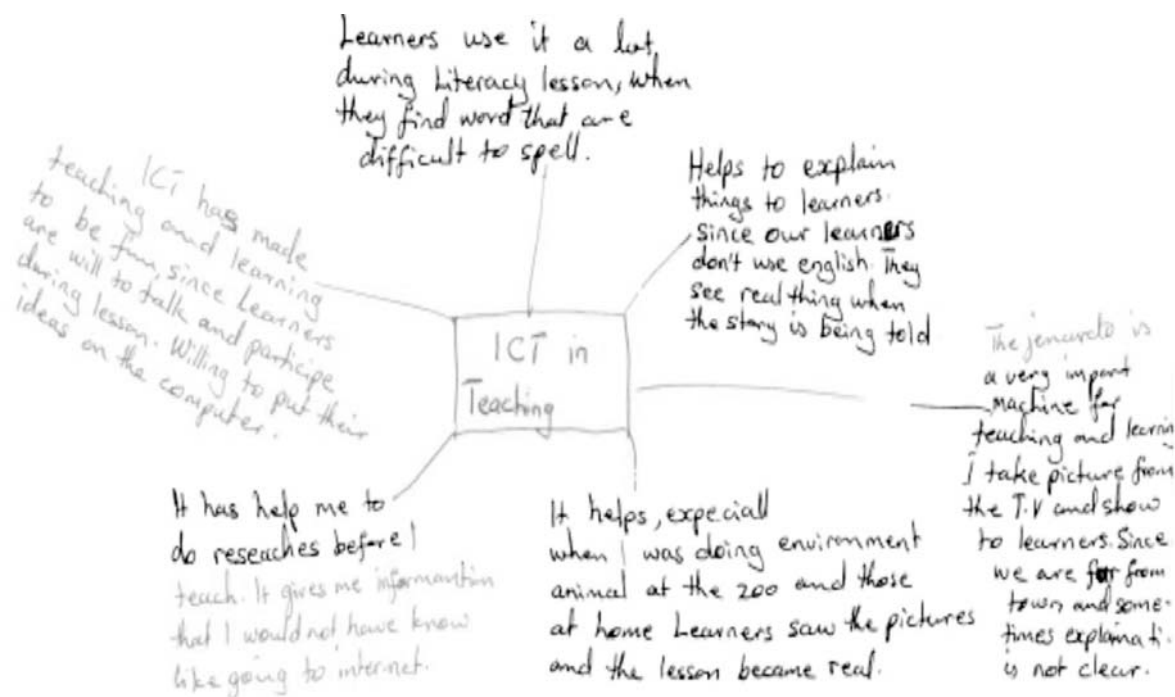 Learners use it a lot
during Literacy lesson, when
they find word that are
difficult to spell.
Helps to explain
things to learners.
Since our learners
don't use english. They
see real thing when
the story is being told
The jenaveto is
a very import
machine for
teaching and learnin
I take picture from
the T.V and show
to learners. Since
we are far from
town and some-
times explainati-
is not clear.
It helps, expeciall
when I was doing environment
animal at the zoo and those
at home Learners saw the pictures
and the lesson became real.
It has help me to
do reseaches before I
teach. It gives me informantion
that I would not have know
like going to internet.
ICT has made
teaching and learning
to be fun, since Learners
are will to talk and participe
during lesson. Willing to put their
ideas on the computer.
ICT in
Teaching